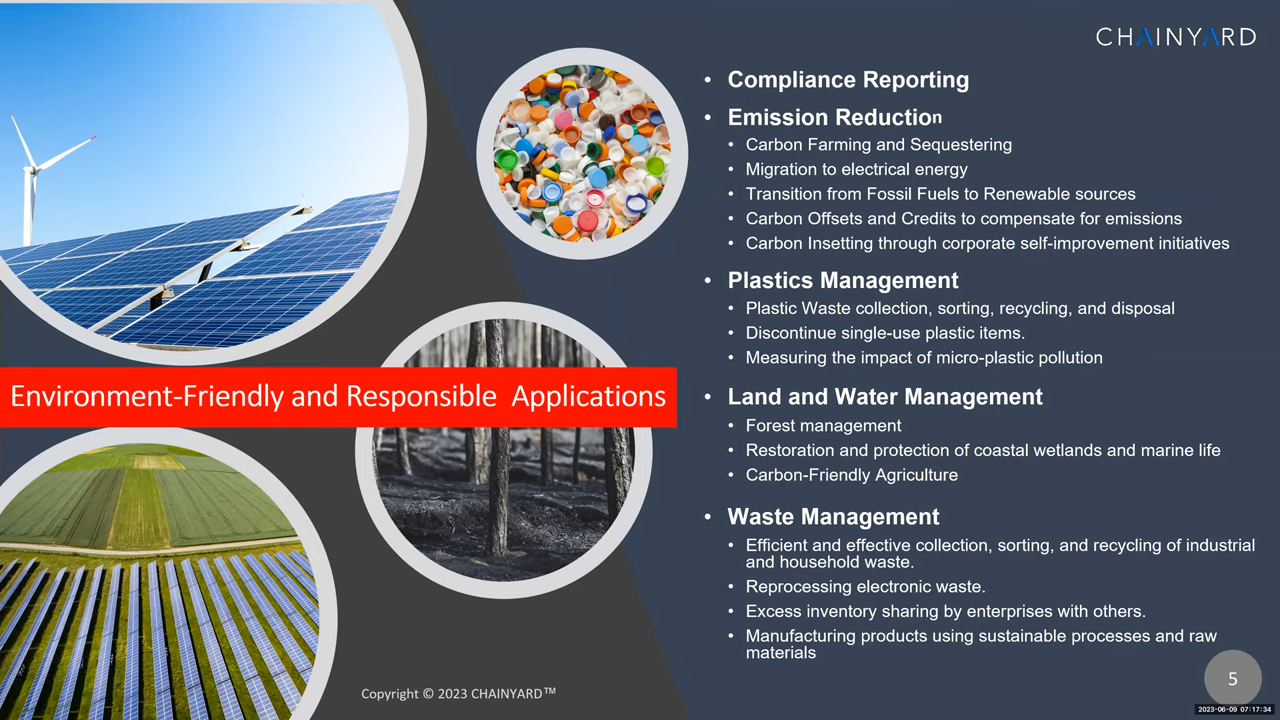 CHAINYARD
• Compliance Reporting
• Emission Reduction
• Carbon Farming and Sequestering
• Migration to electrical energy
• Transition from Fossil Fuels to Renewable sources
• Carbon Offsets and Credits to compensate for emissions
• Carbon Insetting through corporate self-improvement initiatives
• Plastics Management
• Plastic Waste collection, sorting, recycling, and disposal
• Discontinue single-use plastic items.
• Measuring the impact of micro-plastic pollution
Environment-Friendly and Responsible  Applications
• Land and Water Management
• Forest management
• Restoration and protection of coastal wetlands and marine life
• Carbon-Friendly Agriculture
• Waste Management
• Efficient and effective collection, sorting, and recycling of industrial
and household waste.
• Reprocessing electronic waste.
• Excess inventory sharing by enterprises with others.
• Manufacturing products using sustainable processes and raw
materials
Copyright © 2023 CHAINYARD™
5
2023-06-09 07:17:34